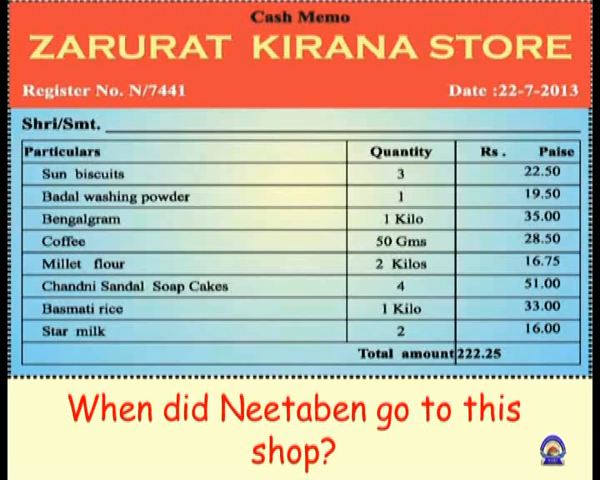 Cash Memo
ZARURAT KIRANA STORE
Register No. N/7441 Date :22-7-2013
Shri/Smt.
Particulars Quantity Rs. Paise
Sun biscuits 3 22.50
Badal washing powder 1 19.50
Bengalgram 1 Kilo 35.00
Coffee 50 Gms 28.50
Millet flour 2 Kilos 16.75
Chandni Sandal Soap Cakes 4 51.00
Basmati rice 1 Kilo 33.00
Star milk 2 16.00
Total amount 222.25
When did Neetaben go to this
shop?